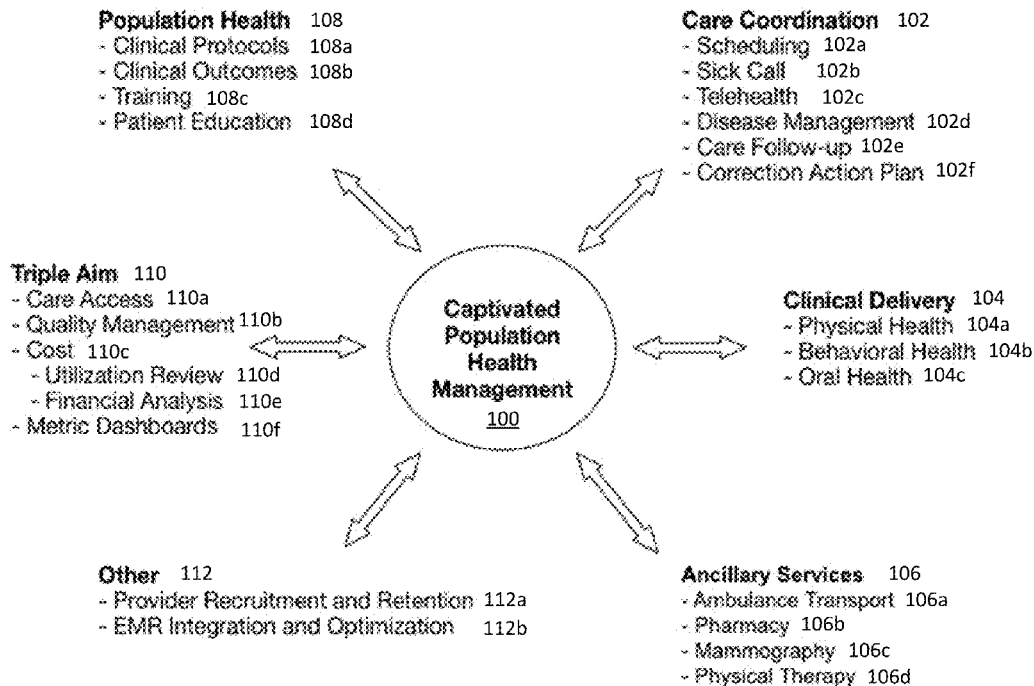 Population Health 108
- Clinical Protocols 108a
- Clinical Outcomes 108b
- Training 108c
- Patient Education 108d
Care Coordination 102
- Scheduling 102a
- Sick Call 102b
- Telehealth 102c
- Disease Management 102d
- Care Follow-up 102e
- Correction Action Plan 102f
Triple Aim 110
- Care Access 110a
- Quality Management 110b
- Cost 110c
- Utilization Review 110d
- Financial Analysis 110e
- Metric Dashboards 110f
Captivated
Population
Health
Management
100
Clinical Delivery 104
- Physical Health 104a
- Behavioral Health 104b
- Oral Health 104c
Other 112
- Provider Recruitment and Retention 112a
- EMR Integration and Optimization 112b
Ancillary Services 106
- Ambulance Transport 106a
- Pharmacy 106b
- Mammography 106c
- Physical Therapy 106d